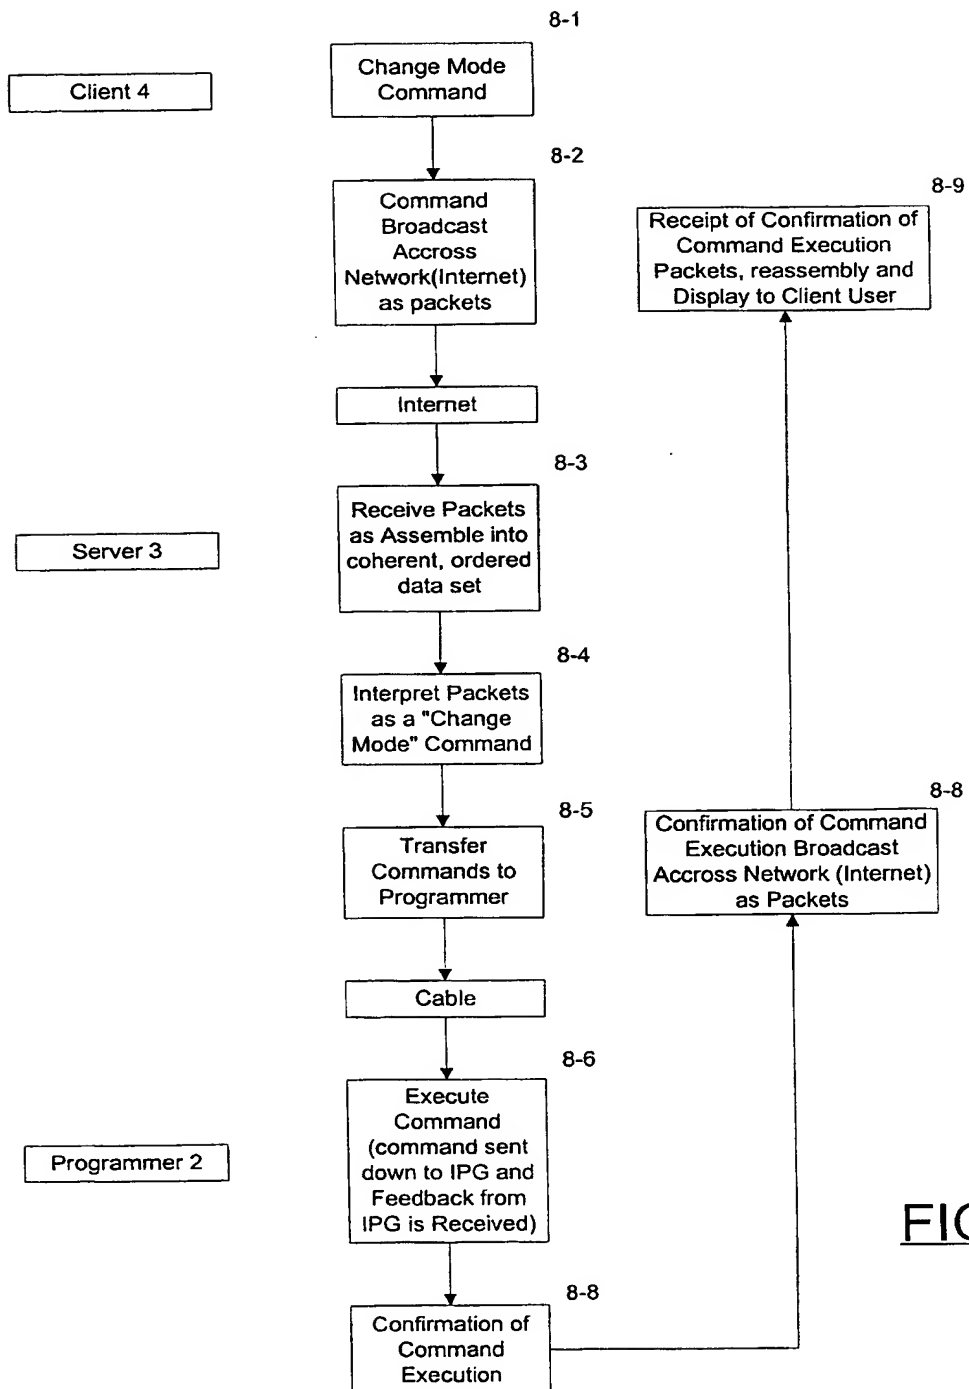 8-1
Change Mode
Command
Client 4
8-2
Command
Broadcast
Accross
Network(Internet)
as packets
8-9
Receipt of Confirmation of
Command Execution
Packets, reassembly and
Display to Client User
Internet
8-3
Receive Packets
as Assemble into
coherent, ordered
data set
Server 3
8-4
Interpret Packets
as a "Change
Mode" Command
8-5
Transfer
Commands to
Programmer
8-8
Confirmation of Command
Execution Broadcast
Accross Network (Internet)
as Packets
Cable
8-6
Execute
Command
(command sent
down to IPG and
Feedback from
IPG is Received)
Programmer 2
8-8
Confirmation of
Command
Execution